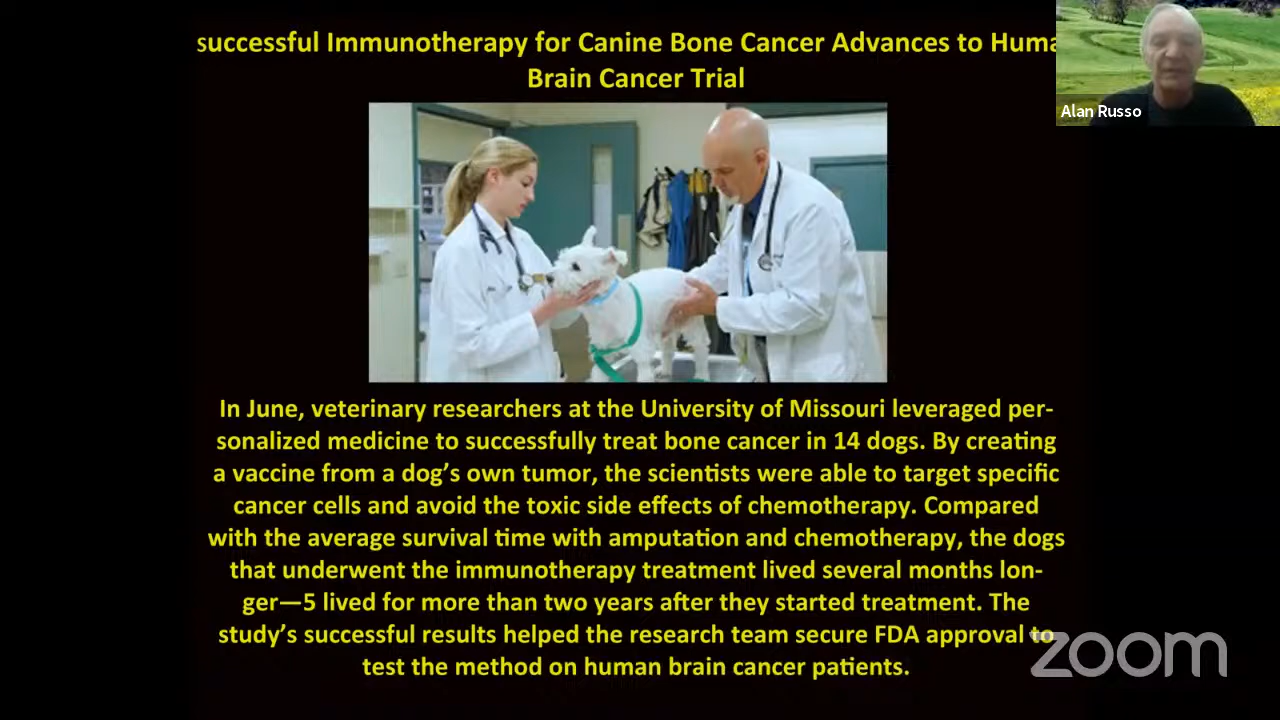 successful Immunotherapy for Canine Bone Cancer Advances to Huma
Brain Cancer Trial
Alan Russo
In June, veterinary researchers at the University of Missouri leveraged per-
sonalized medicine to successfully treat bone cancer in 14 dogs. By creating
a vaccine from a dog’s own tumor, the scientists were able to target specific
cancer cells and avoid the toxic side effects of chemotherapy. Compared
with the average survival time with amputation and chemotherapy, the dogs
that underwent the immunotherapy treatment lived several months lon-
ger—5 lived for more than two years after they started treatment. The
study’s successful results helped the research team secure FDA approval to
test the method on human brain cancer patients.
zoom